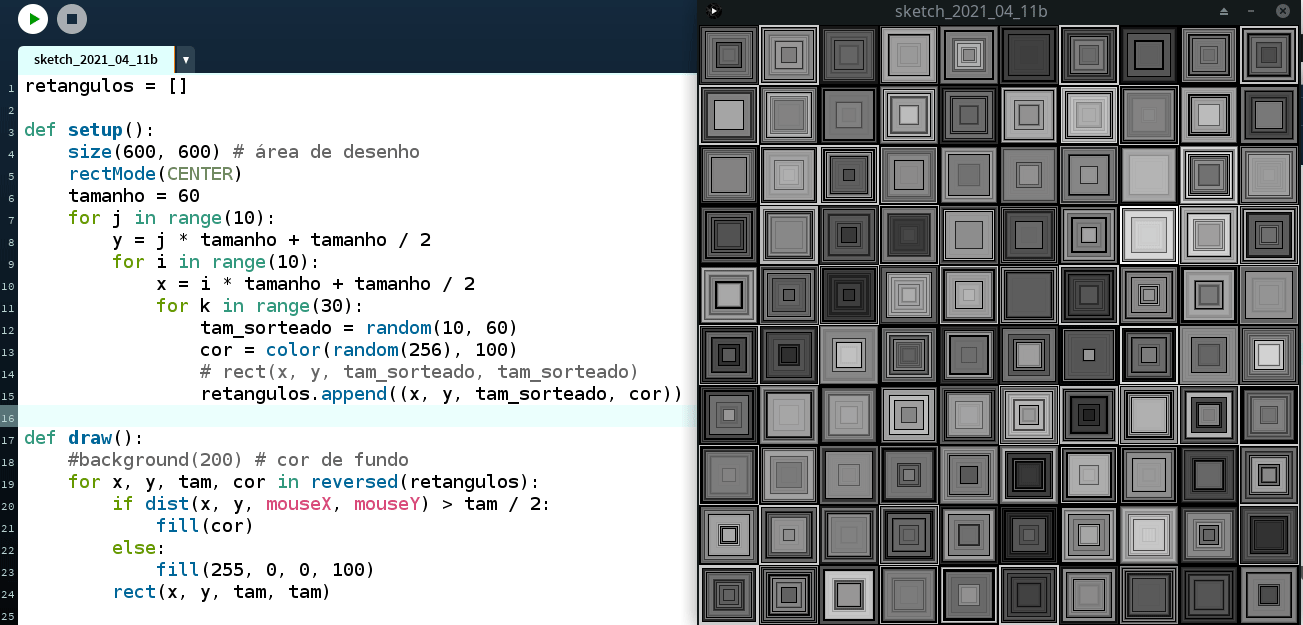 sketch_2021_04_11b
sketch_2021_04_11b
1 retangulos = []
2
3 def setup():
4     size(600, 600) # área de desenho
5     rectMode(CENTER)
6     tamanho = 60
7     for j in range(10):
8         y = j * tamanho + tamanho / 2
9         for i in range(10):
10             x = i * tamanho + tamanho / 2
11             for k in range(30):
12                 tam_sorteado = random(10, 60)
13                 cor = color(random(256), 100)
14                 # rect(x, y, tam_sorteado, tam_sorteado)
15                 retangulos.append((x, y, tam_sorteado, cor))
16
17 def draw():
18     #background(200) # cor de fundo
19     for x, y, tam, cor in reversed(retangulos):
20         if dist(x, y, mouseX, mouseY) > tam / 2:
21             fill(cor)
22         else:
23             fill(255, 0, 0, 100)
24         rect(x, y, tam, tam)
25